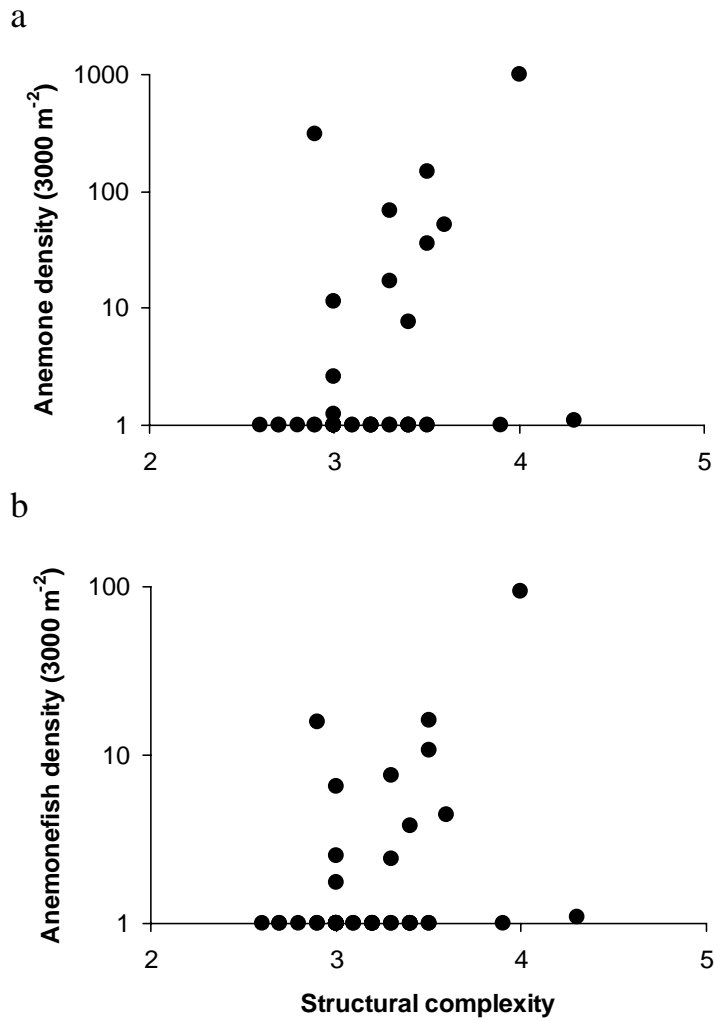 a
Anemone density (3000 m⁻²)
1000
100
10
1
2 3 4 5
b
Anemonefish density (3000 m⁻²)
100
10
1
2 3 4 5
Structural complexity